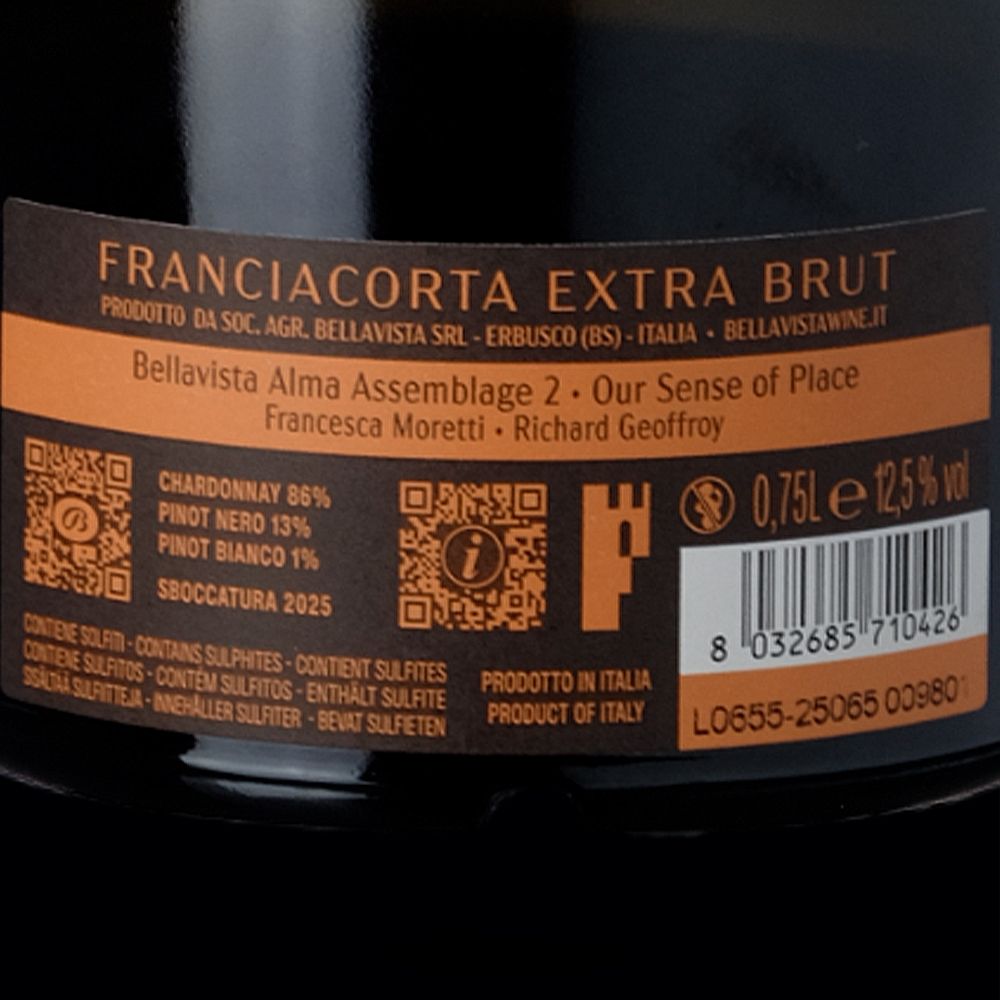 FRANCIACORTA EXTRA BRUT
PRODOTTO DA SOC. AGR. BELLAVISTA SRL - ERBUSCO (BS) - ITALIA • BELLAVISTAWINE.IT
Bellavista Alma Assemblage 2 • Our Sense of Place
Francesca Moretti • Richard Geoffroy
CHARDONNAY 86%
PINOT NERO 13%
PINOT BIANCO 1%
SBOCCATURA 2025
0,75L e 12,5 % vol
CONTIENE SOLFITI - CONTAINS SULPHITES - CONTIENT SULFITES
CONTIENE SULFITOS - CONTÉM SULFITOS - ENTHÄLT SULFITE
SISÄLTÄÄ SULFIITTEJA - INNEHÅLLER SULFITER - BEVAT SULFIETEN
PRODOTTO IN ITALIA
PRODUCT OF ITALY
8 032685 710426
L0655-25065 00980